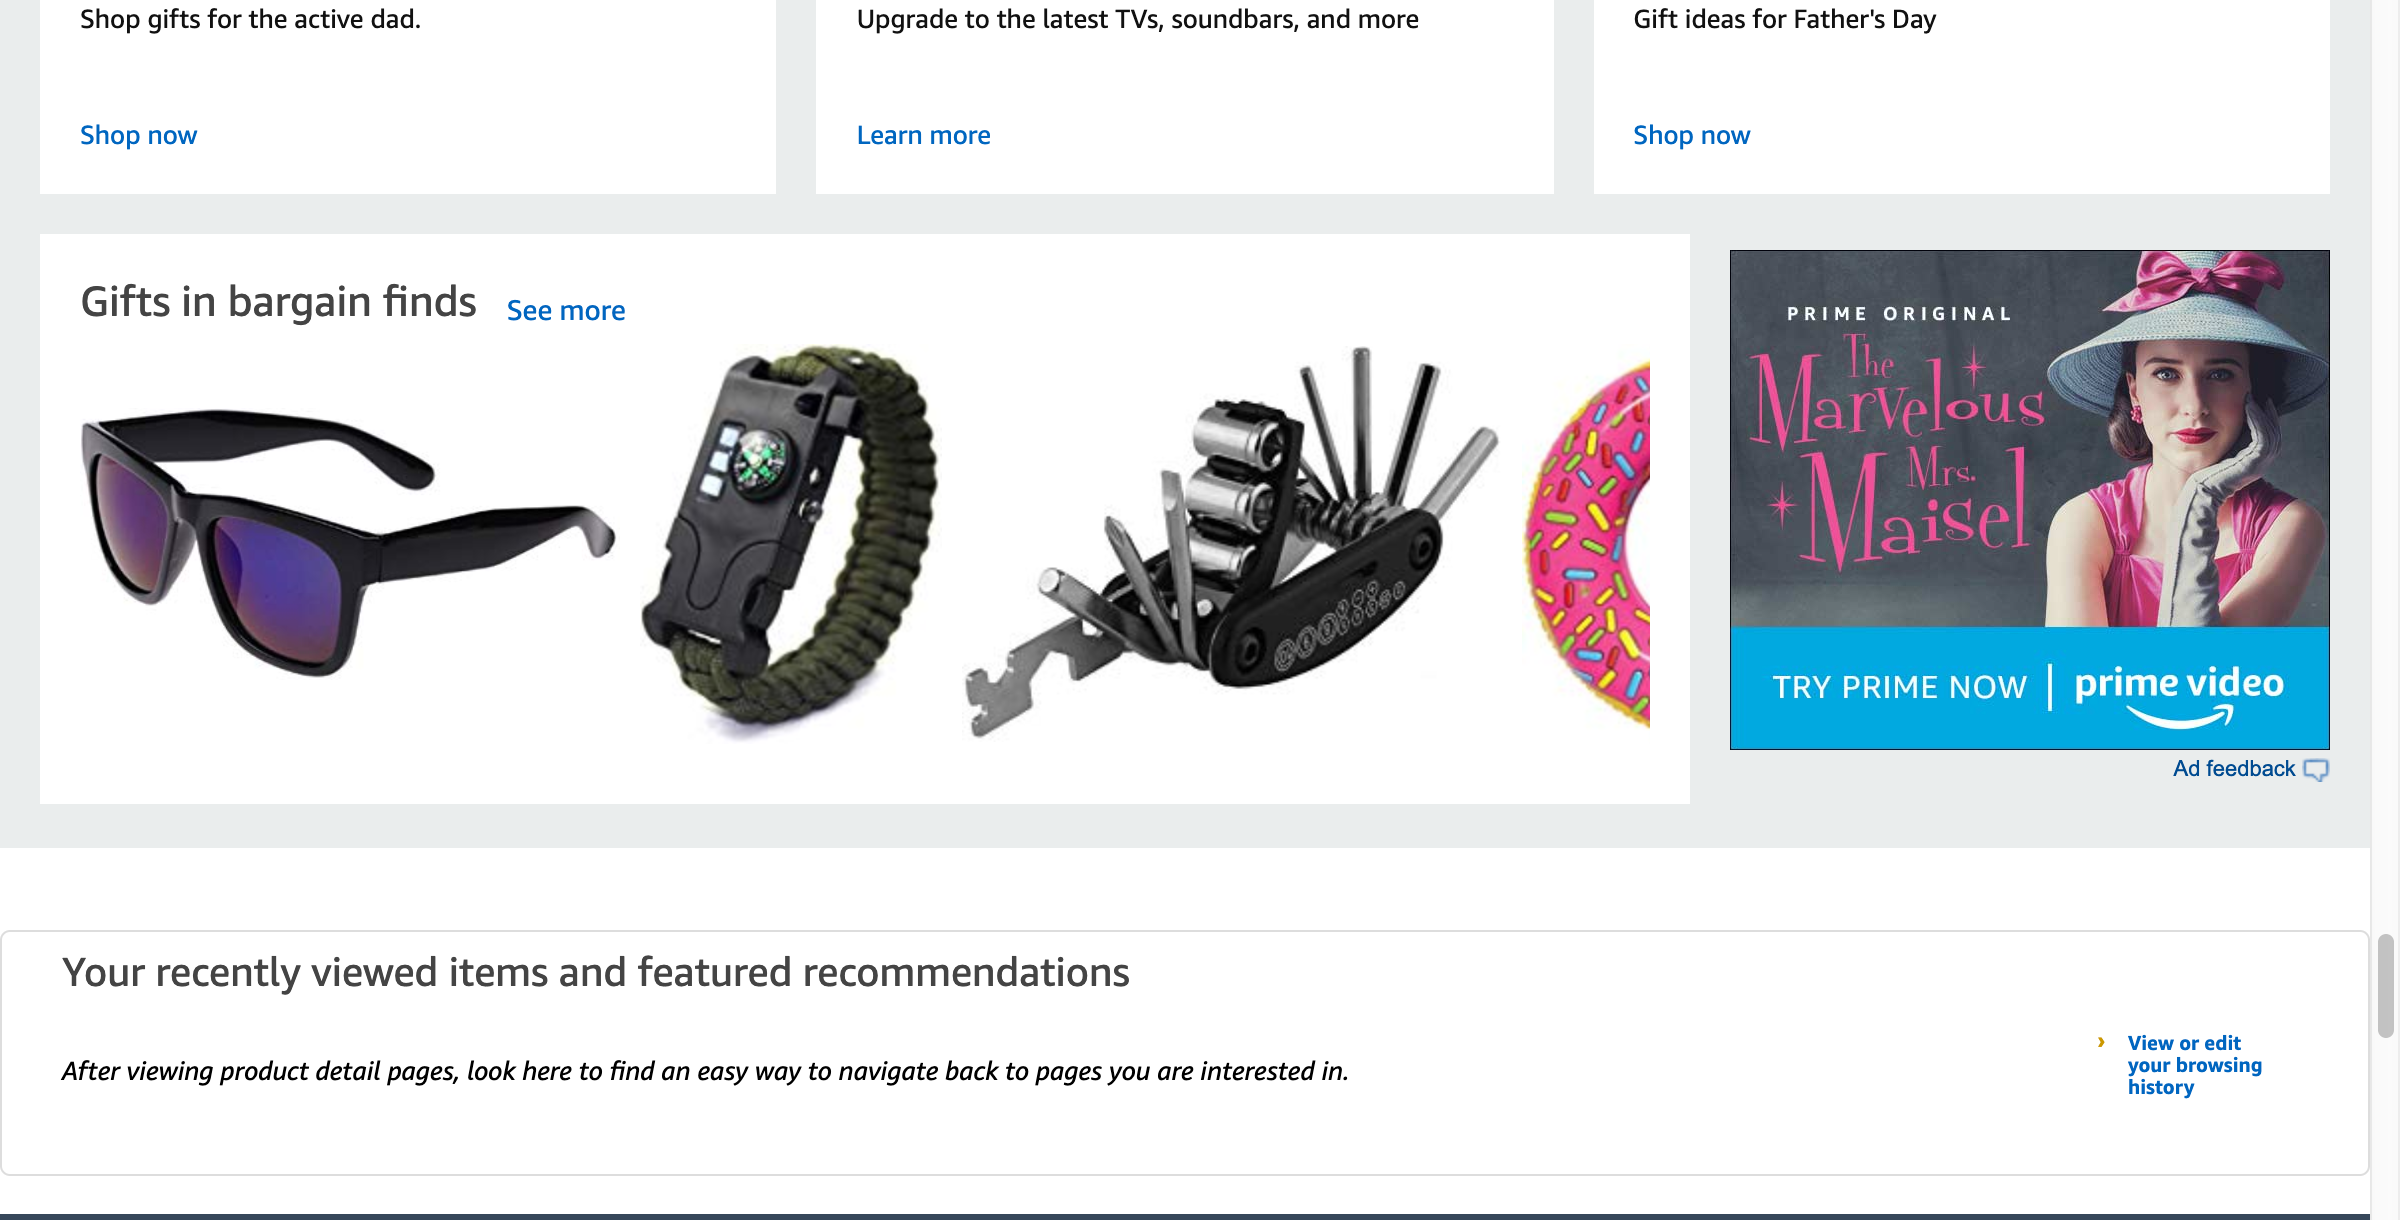 Shop gifts for the active dad.
Upgrade to the latest TVs, soundbars, and more
Gift ideas for Father's Day
Shop now
Learn more
Shop now
Gifts in bargain finds
See more
PRIME ORIGINAL
The
Marvelous
Mrs.
Maisel
TRY PRIME NOW
prime video
Ad feedback
Your recently viewed items and featured recommendations
After viewing product detail pages, look here to find an easy way to navigate back to pages you are interested in.
View or edit
your browsing
history